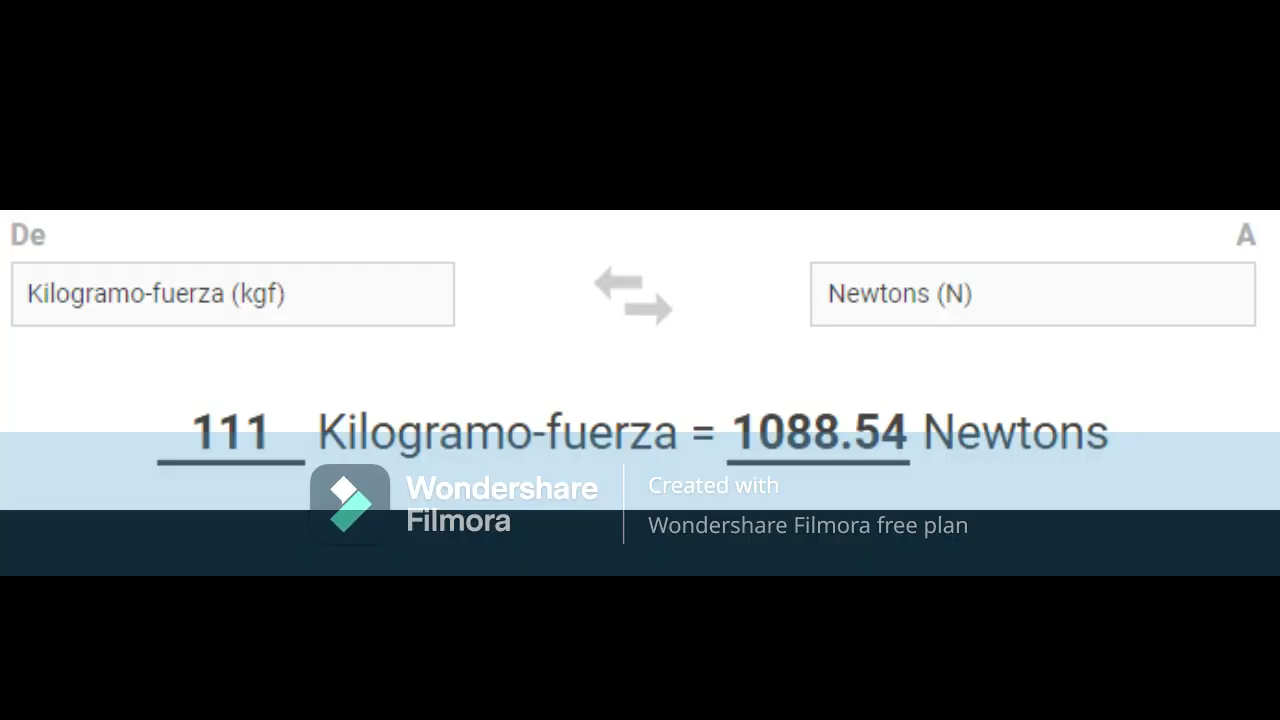 De A
Kilogramo-fuerza (kgf) Newtons (N)
111 Kilogramo-fuerza = 1088.54 Newtons
Wondershare
Filmora
Created with
Wondershare Filmora free plan